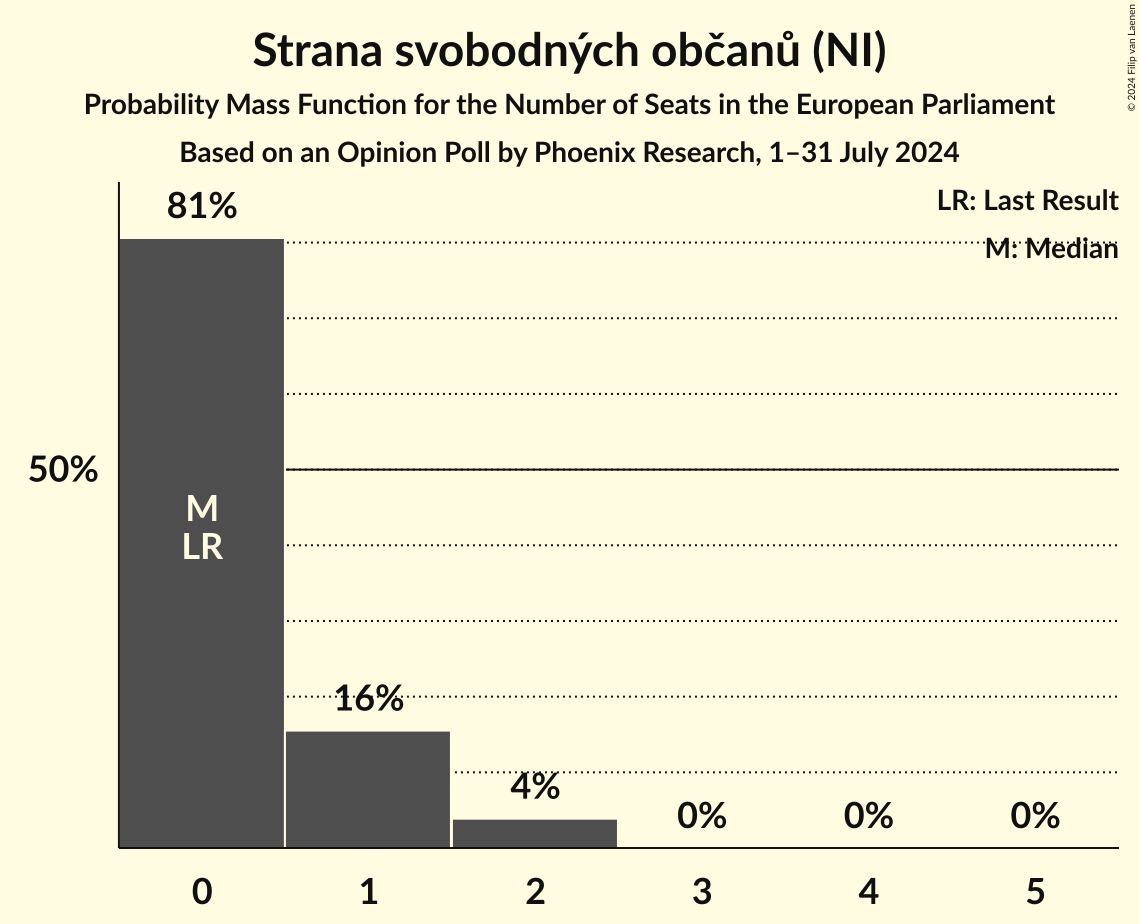 Strana svobodných občanů (NI)
Probability Mass Function for the Number of Seats in the European Parliament
Based on an Opinion Poll by Phoenix Research, 1–31 July 2024
© 2024 Filip van Laenen
LR: Last Result
M: Median
81%
50%
M
LR
16%
4%
0%
0%
0%
0
1
2
3
4
5